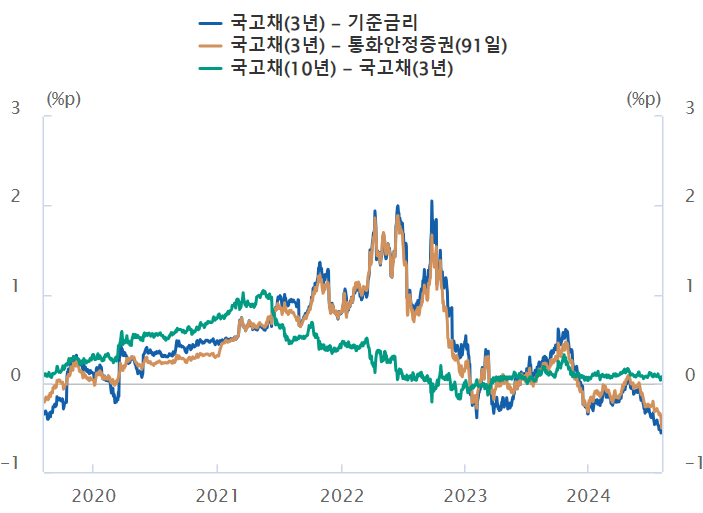 국고채(3년) – 기준금리
국고채(3년) – 통화안정증권(91일)
국고채(10년) – 국고채(3년)
(%p) (%p)
3 3
2 2
1 1
0 0
-1 -1
2020 2021 2022 2023 2024